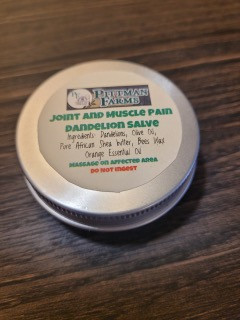 Pittman
Farms
Joint and Muscle Pain
Dandelion Salve
Ingredients: Dandelions, Olive Oil,
Pure African Shea butter, Bees Wax
Orange Essential Oil
Massage on affected area
Do not ingest